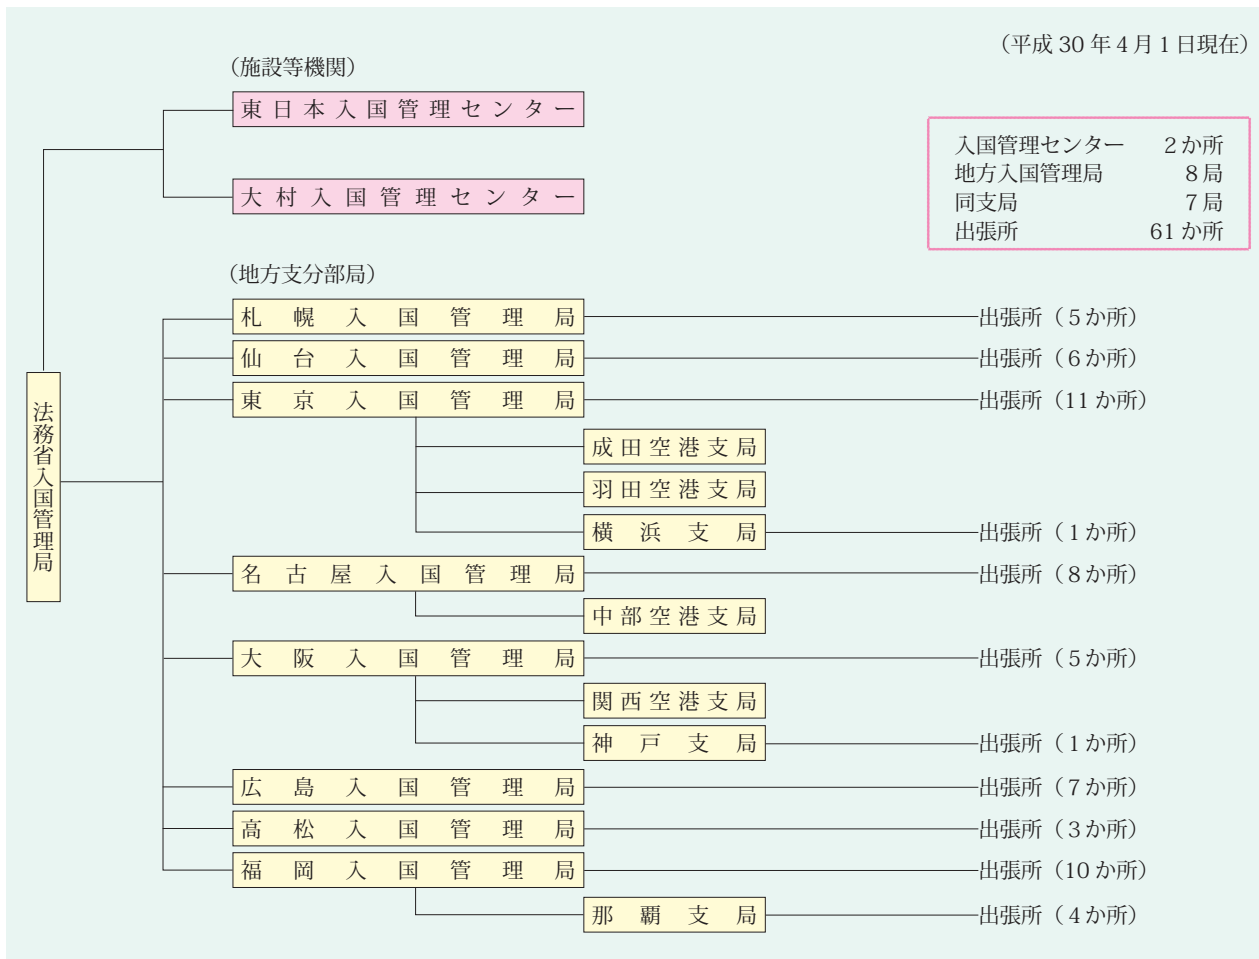 (平成 30 年 4 月 1 日現在)
(施設等機関)
東日本入国管理センター
大村入国管理センター
入国管理センター 2か所
地方入国管理局 8局
同支局 7局
出張所 61か所
(地方支分部局)
札幌入国管理局 出張所(5か所)
仙台入国管理局 出張所(6か所)
東京入国管理局 出張所(11か所)
成田空港支局
羽田空港支局
横浜支局 出張所(1か所)
法務省入国管理局
名古屋入国管理局 出張所(8か所)
中部空港支局
大阪入国管理局 出張所(5か所)
関西空港支局
神戸支局 出張所(1か所)
広島入国管理局 出張所(7か所)
高松入国管理局 出張所(3か所)
福岡入国管理局 出張所(10か所)
那覇支局 出張所(4か所)